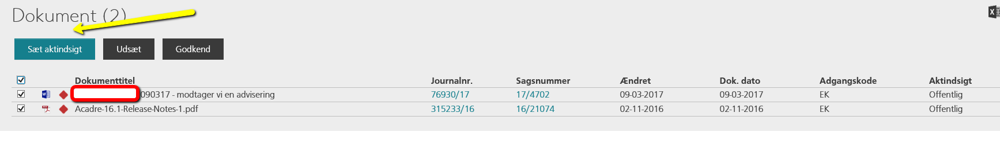 Dokument (2)
Sæt aktindsigt Udsæt Godkend
Dokumenttitel Journalnr. Sagsnummer Ændret Dok. dato Adgangskode Aktindsigt
090317 - modtager vi en advisering 76930/17 17/4702 09-03-2017 09-03-2017 EK Offentlig
Acadre-16.1-Release-Notes-1.pdf 315233/16 16/21074 02-11-2016 02-11-2016 EK Offentlig